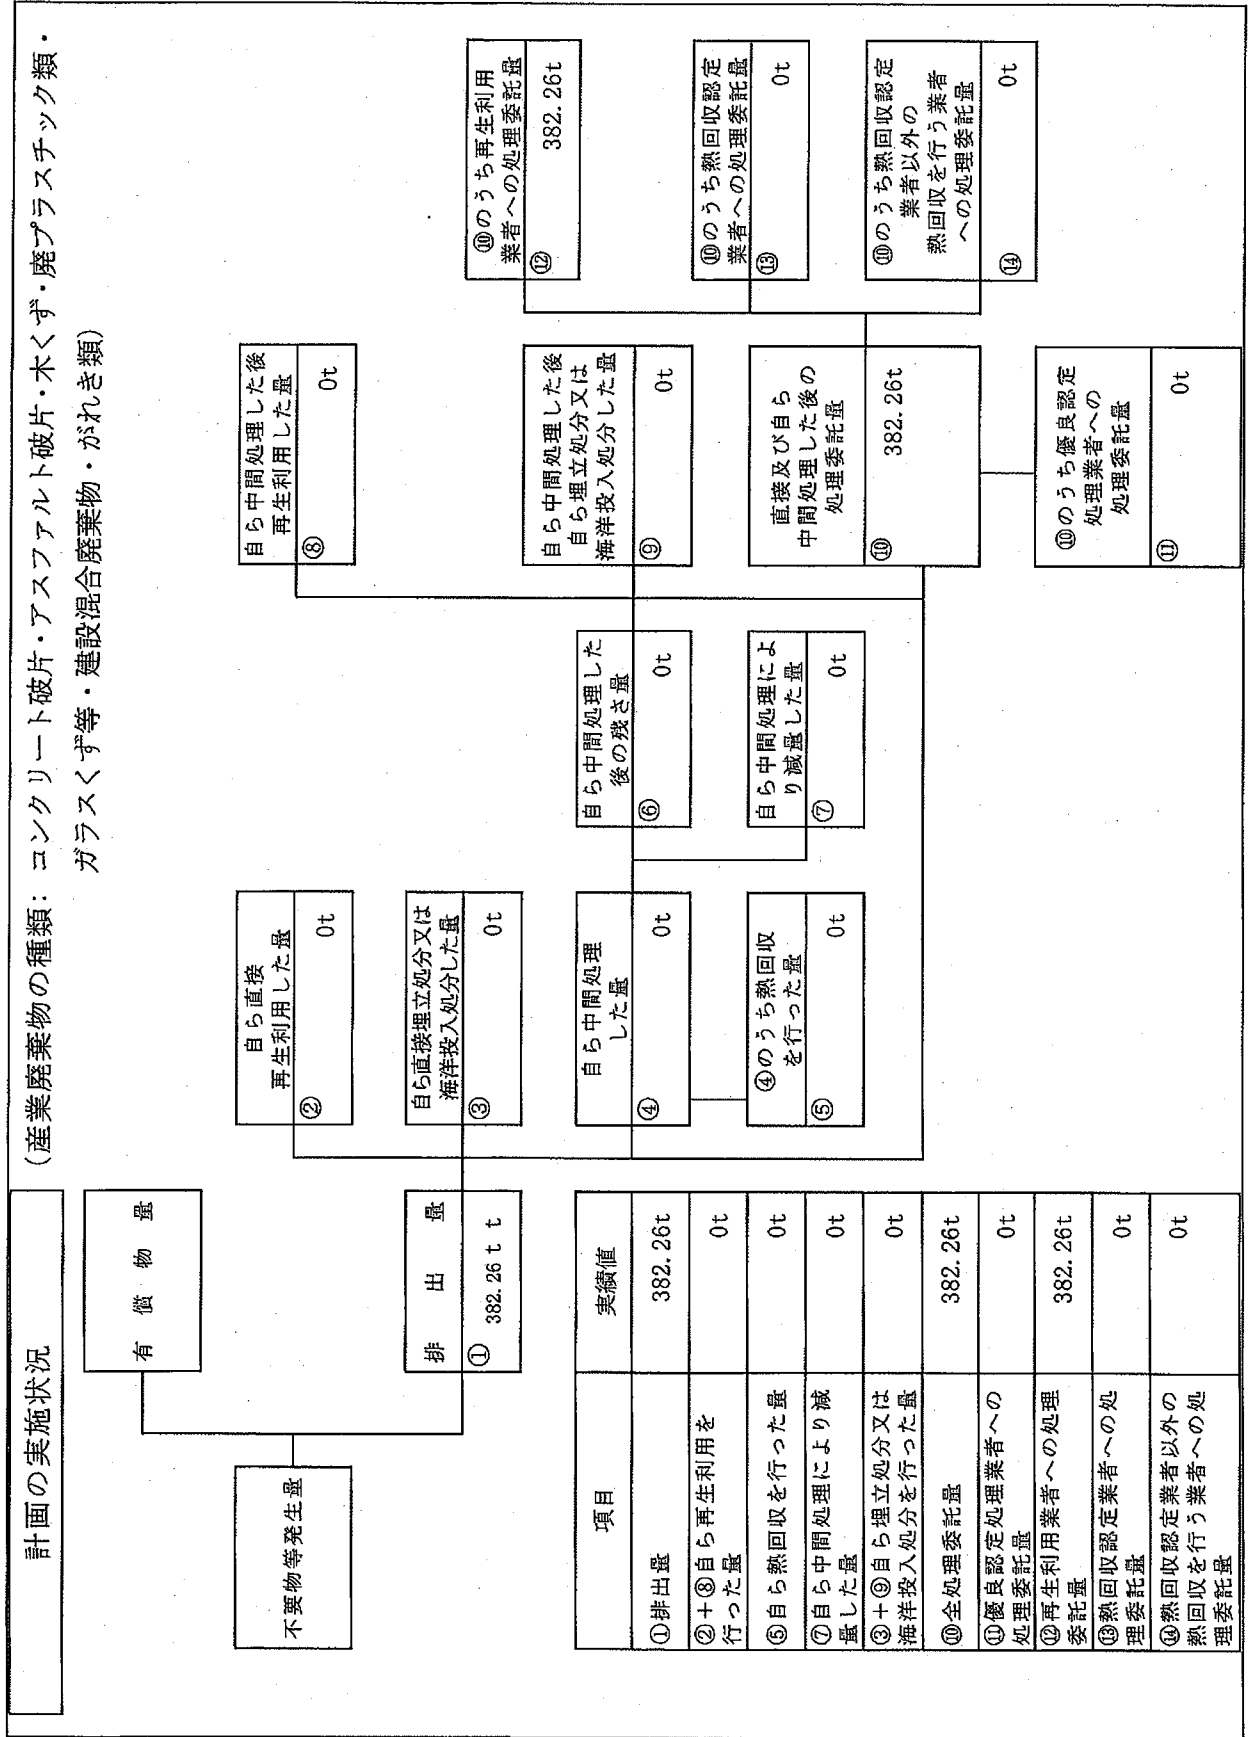 計画の実施状況
（産業廃棄物の種類：コンクリート破片・アスファルト破片・木くず・廃プラスチック類・
ガラスくず等・建設混合廃棄物・がれき類）
不要物等発生量
有償物量
排出量
① 382.26t t
自ら直接
再生利用した量
② 0t
自ら直接埋立処分又は
海洋投入処分した量
③ 0t
自ら中間処理
した量
④ 0t
④のうち熱回収
を行った量
⑤ 0t
自ら中間処理した
後の残さ量
⑥ 0t
自ら中間処理によ
り減量した量
⑦ 0t
自ら中間処理した後
再生利用した量
⑧ 0t
自ら中間処理した後
自ら埋立処分又は
海洋投入処分した量
⑨ 0t
直接及び自ら
中間処理した後の
処理委託量
⑩ 382.26t
⑩のうち優良認定
処理業者への
処理委託量
⑪ 0t
⑩のうち再生利用
業者への処理委託量
⑫ 382.26t
⑩のうち熱回収認定
業者への処理委託量
⑬ 0t
⑩のうち熱回収認定
業者以外の
熱回収を行う業者
への処理委託量
⑭ 0t
項目 実績値
①排出量 382.26t
②＋⑧自ら再生利用を
行った量 0t
⑤自ら熱回収を行った量 0t
⑦自ら中間処理により減
量した量 0t
③＋⑨自ら埋立処分又は
海洋投入処分を行った量 0t
⑩全処理委託量 382.26t
⑪優良認定処理業者への
処理委託量 0t
⑫再生利用業者への処理
委託量 382.26t
⑬熱回収認定業者への処
理委託量 0t
⑭熱回収認定業者以外の
熱回収を行う業者への処
理委託量 0t